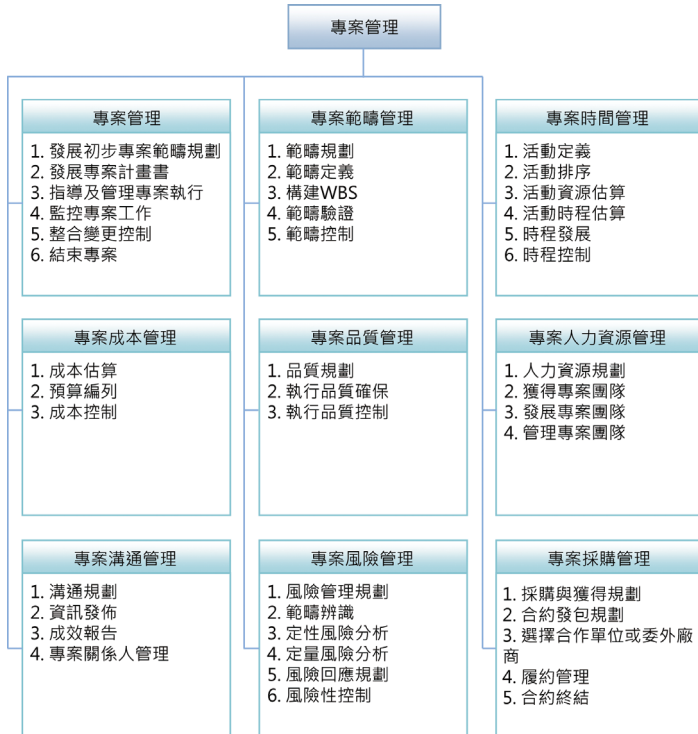 專案管理
專案管理
1. 發展初步專案範疇規劃
2. 發展專案計畫書
3. 指導及管理專案執行
4. 監控專案工作
5. 整合變更控制
6. 結束專案
專案範疇管理
1. 範疇規劃
2. 範疇定義
3. 構建WBS
4. 範疇驗證
5. 範疇控制
專案時間管理
1. 活動定義
2. 活動排序
3. 活動資源估算
4. 活動時程估算
5. 時程發展
6. 時程控制
專案成本管理
1. 成本估算
2. 預算編列
3. 成本控制
專案品質管理
1. 品質規劃
2. 執行品質確保
3. 執行品質控制
專案人力資源管理
1. 人力資源規劃
2. 獲得專案團隊
3. 發展專案團隊
4. 管理專案團隊
專案溝通管理
1. 溝通規劃
2. 資訊發佈
3. 成效報告
4. 專案關係人管理
專案風險管理
1. 風險管理規劃
2. 範疇辨識
3. 定性風險分析
4. 定量風險分析
5. 風險回應規劃
6. 風險性控制
專案採購管理
1. 採購與獲得規劃
2. 合約發包規劃
3. 選擇合作單位或委外廠
商
4. 履約管理
5. 合約終結